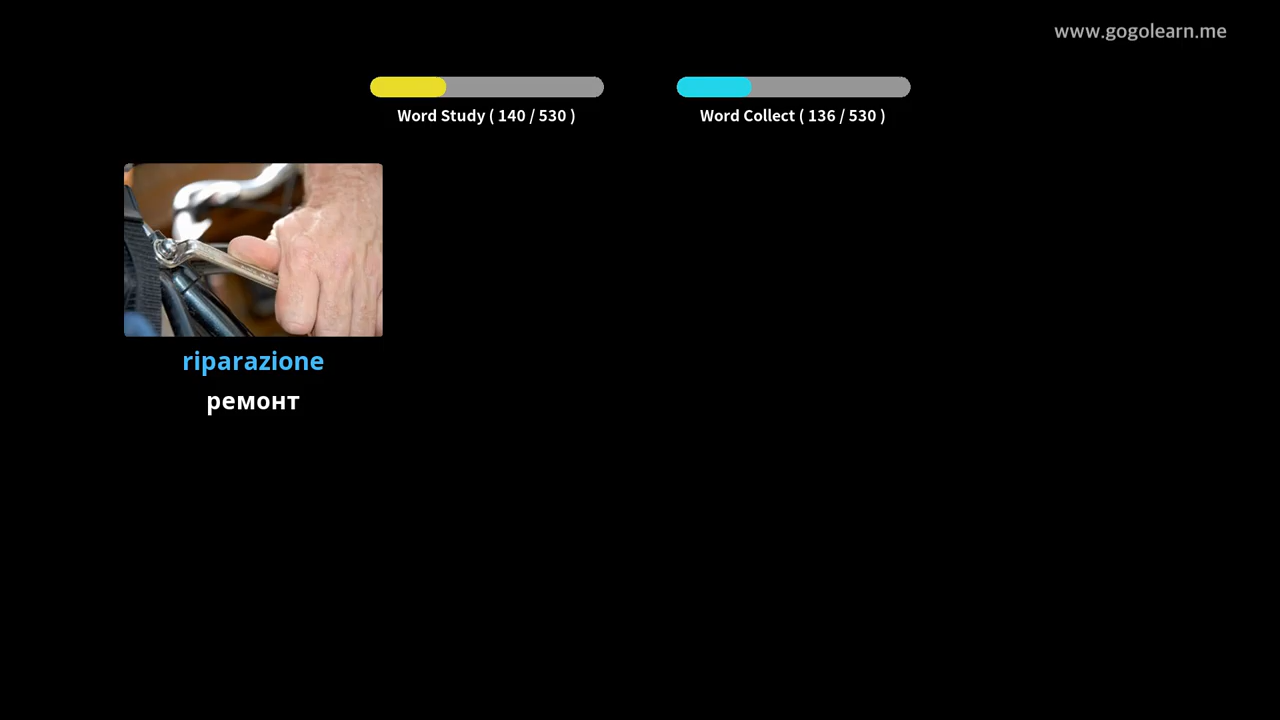 www.gogolearn.me
Word Study ( 140 / 530 )
Word Collect ( 136 / 530 )
riparazione
ремонт